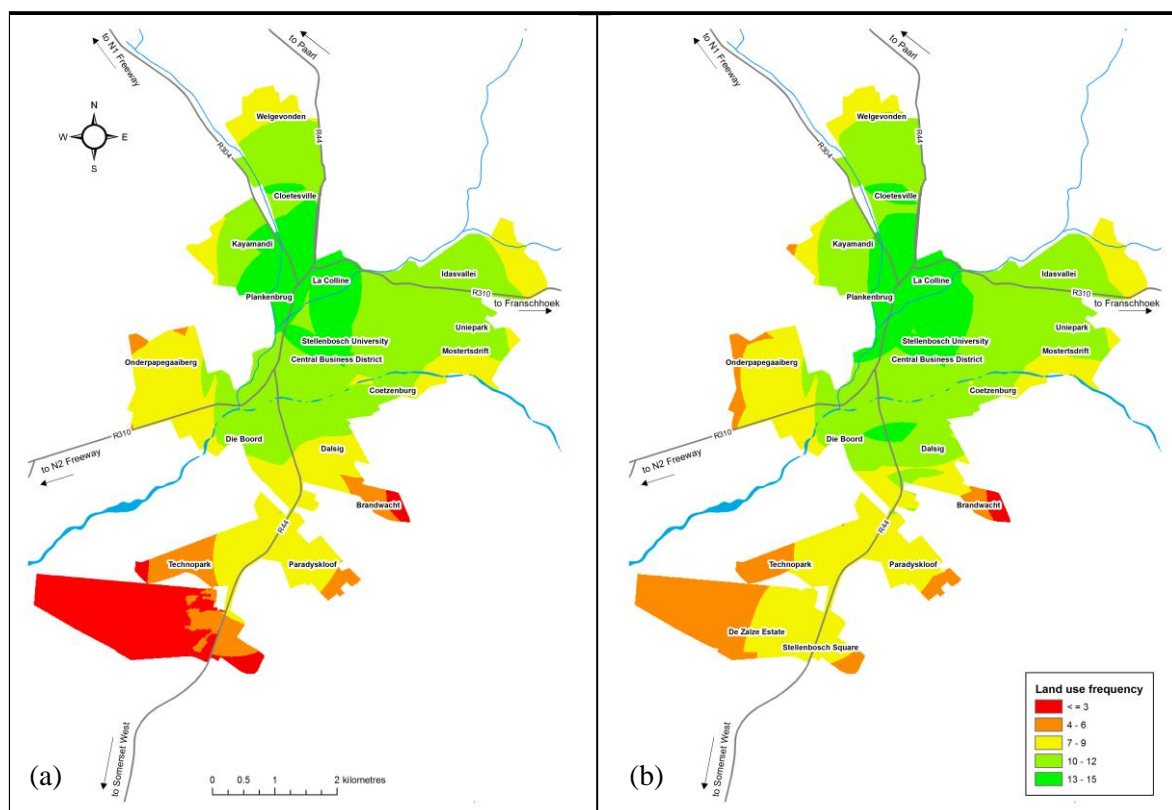 to N1 Freeway
to Paarl
N
W E
S
R304
R44
Welgevonden
Cloetesville
Kayamandi
Idasvallei
La Colline
R310
to Franschhoek
Plankenbrug
Uniepark
Stellenbosch University
Mostertsdrift
Central Business District
Onderpapegaaiberg
Coetzenburg
R310
to N2 Freeway
Die Boord
Dalsig
Brandwacht
R44
Technopark
Paradyskloof
to Somerset West
(a)
0 0.5 1 2 kilometres
to N1 Freeway
to Paarl
R304
R44
Welgevonden
Cloetesville
Kayamandi
Idasvallei
La Colline
R310
to Franschhoek
Plankenbrug
Uniepark
Stellenbosch University
Mostertsdrift
Central Business District
Onderpapegaaiberg
Coetzenburg
R310
to N2 Freeway
Die Boord
Dalsig
Brandwacht
R44
Technopark
Paradyskloof
De Zalze Estate
Stellenbosch Square
to Somerset West
(b)
Land use frequency
< = 3
4 - 6
7 - 9
10 - 12
13 - 15